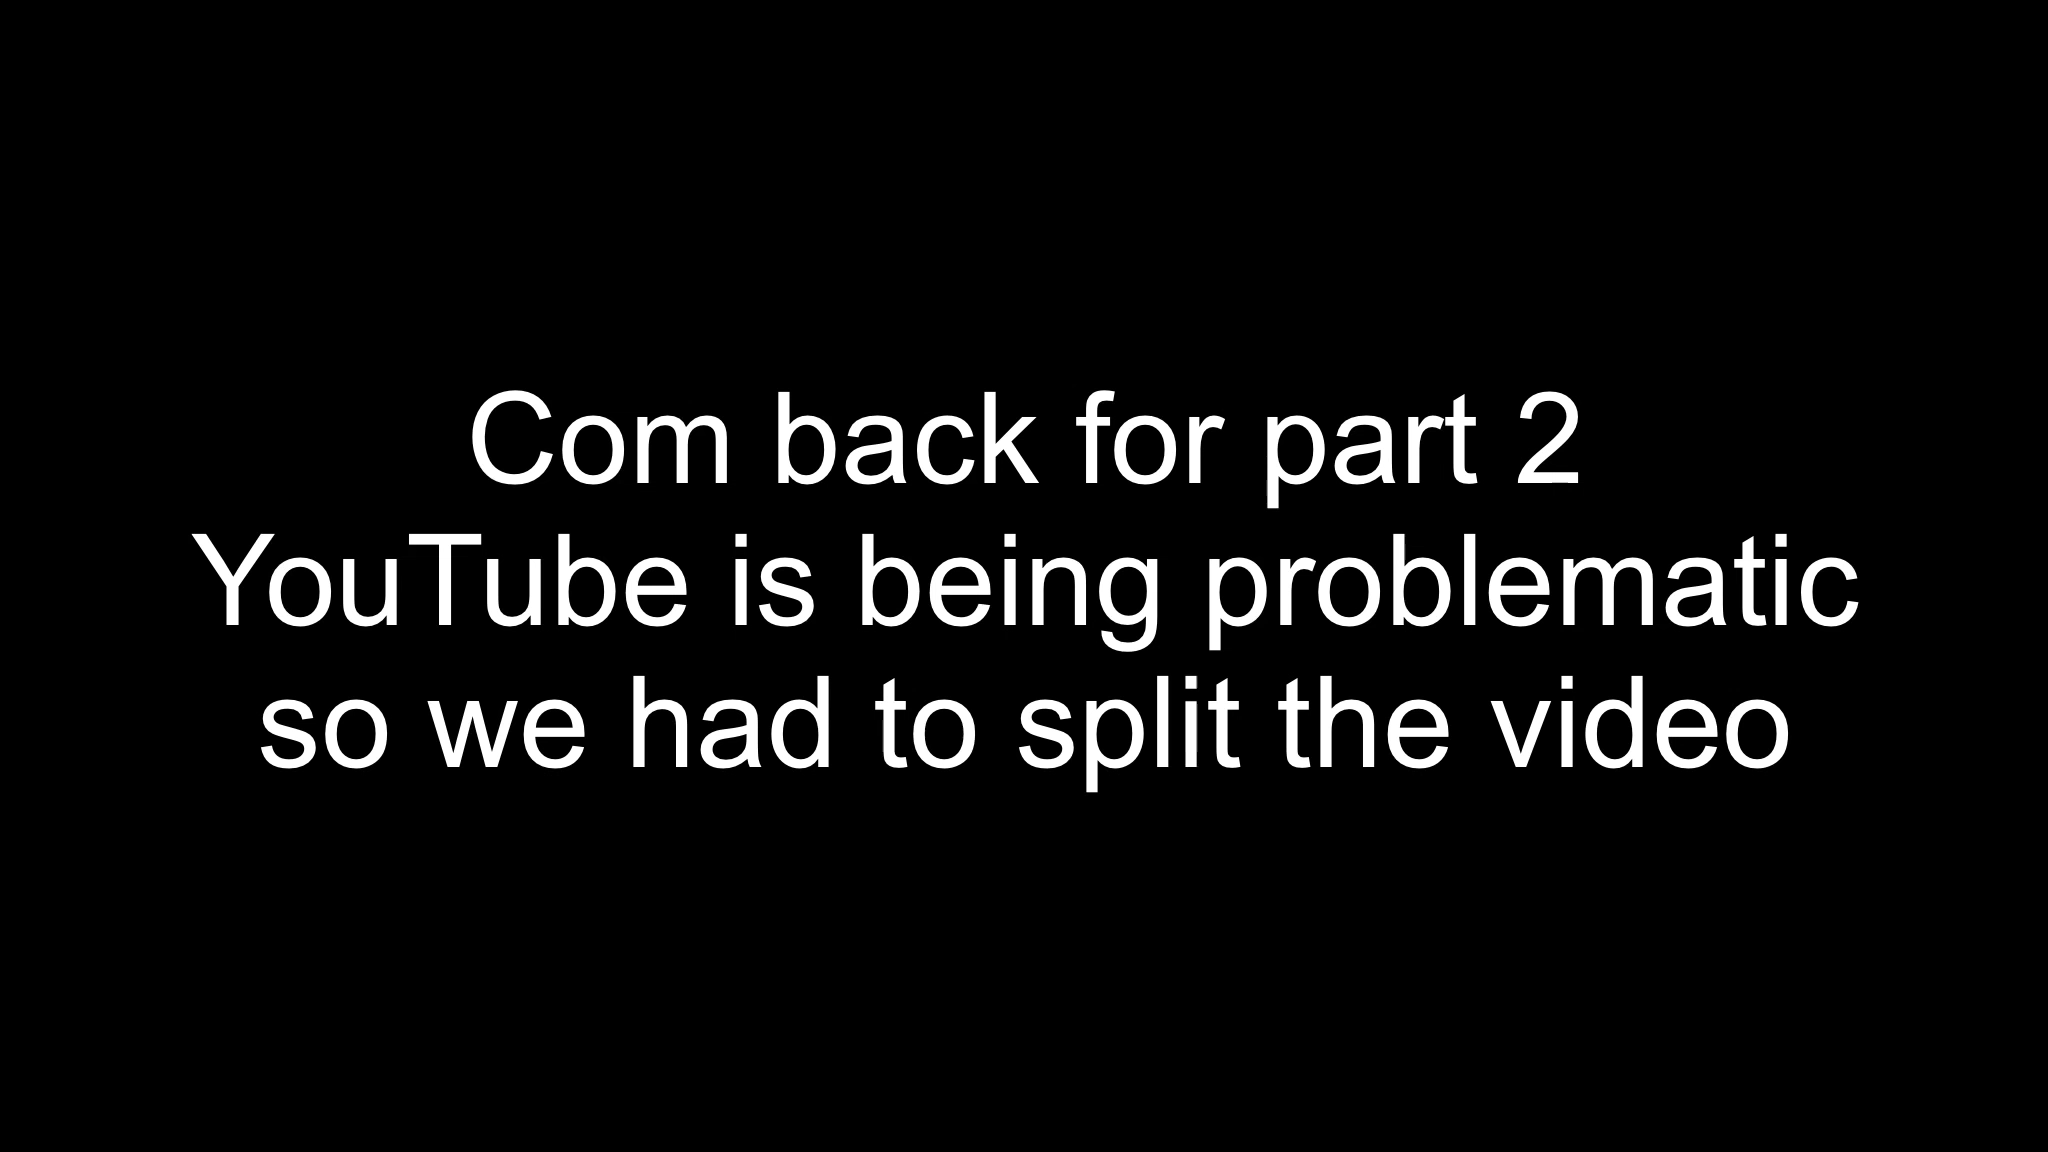 Com back for part 2
YouTube is being problematic
so we had to split the video